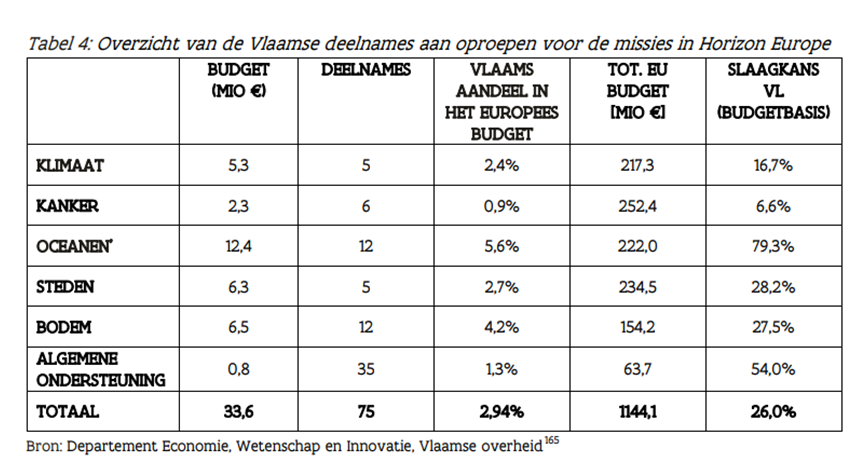 Tabel 4: Overzicht van de Vlaamse deelnames aan oproepen voor de missies in Horizon Europe
BUDGET (MIO €) DEELNAMES VLAAMS AANDEEL IN HET EUROPEES BUDGET TOT. EU BUDGET [MIO €] SLAAGKANS VL (BUDGETBASIS)
KLIMAAT 5,3 5 2,4% 217,3 16,7%
KANKER 2,3 6 0,9% 252,4 6,6%
OCEANEN* 12,4 12 5,6% 222,0 79,3%
STEDEN 6,3 5 2,7% 234,5 28,2%
BODEM 6,5 12 4,2% 154,2 27,5%
ALGEMENE ONDERSTEUNING 0,8 35 1,3% 63,7 54,0%
TOTAAL 33,6 75 2,94% 1144,1 26,0%
Bron: Departement Economie, Wetenschap en Innovatie, Vlaamse overheid165